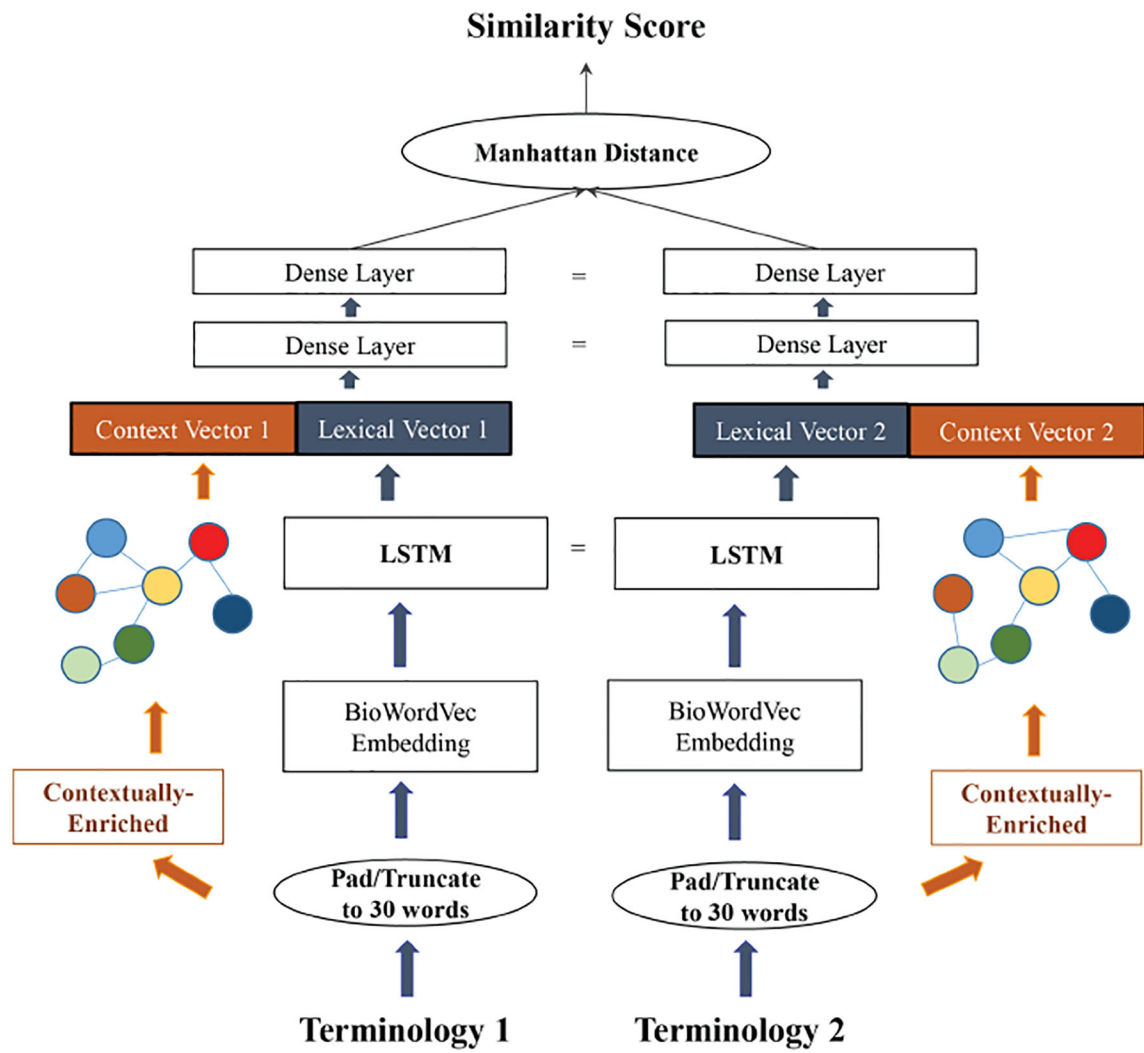 Similarity Score
Manhattan Distance
Dense Layer = Dense Layer
Dense Layer = Dense Layer
Context Vector 1 Lexical Vector 1 Lexical Vector 2 Context Vector 2
LSTM = LSTM
BioWordVec
Embedding
BioWordVec
Embedding
Contextually-
Enriched
Contextually-
Enriched
Pad/Truncate
to 30 words
Pad/Truncate
to 30 words
Terminology 1 Terminology 2